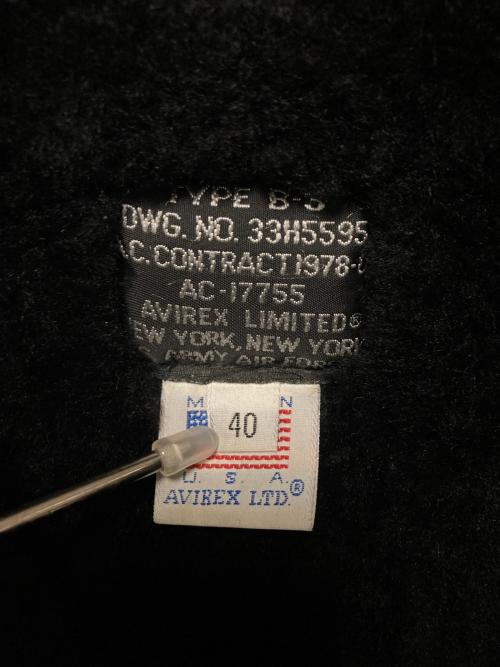 TYPE B-3
DWG. NO. 33H5595
A.C. CONTRACT 1978-
AC-17755
AVIREX LIMITED®
NEW YORK, NEW YORK
ARMY AIR
40
U. S. A.
AVIREX LTD.®